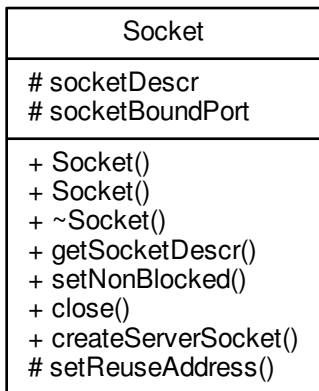 Socket
# socketDescr
# socketBoundPort
+ Socket()
+ Socket()
+ ~Socket()
+ getSocketDescr()
+ setNonBlocked()
+ close()
+ createServerSocket()
# setReuseAddress()